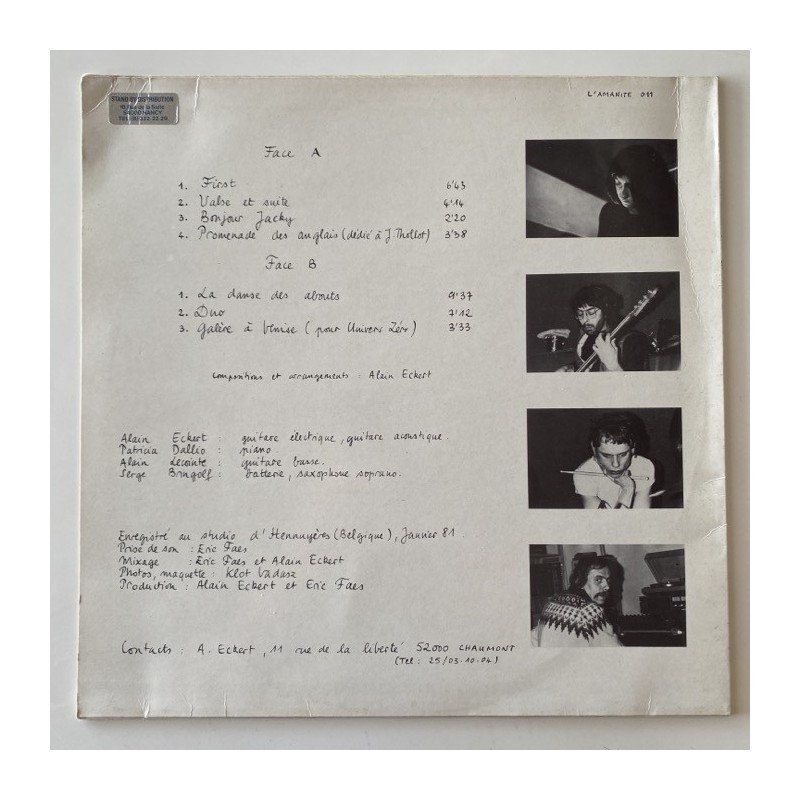 STAND BY DISTRIBUTION
54000 NANCY
L'AMANITE 011
Face A
1. First 6'43
2. Valse et suite 4'14
3. Bonjour Jacky 2'20
4. Promenade des anglais (dédié à J. Thollot) 3'38
Face B
1. La danse des abouts 9'37
2. Duo 7'12
3. Galère à Venise (pour Univers Zéro) 3'33
Compositions et arrangements : Alain Eckert
Alain Eckert : guitare électrique, guitare acoustique.
Patricia Dallio : piano.
Alain Lecointe : guitare basse.
Serge Bringolf : batterie, saxophone soprano.
Enregistré au studio d'Hennuyères (Belgique), Janvier 81.
Prise de son : Eric Faes
Mixage : Eric Faes et Alain Eckert
Photos, maquette : Klot Vadasz
Production : Alain Eckert et Eric Faes
Contacts : A. Eckert, 11 rue de la liberté 52000 CHAUMONT
(Tel : 25/03.10.04)